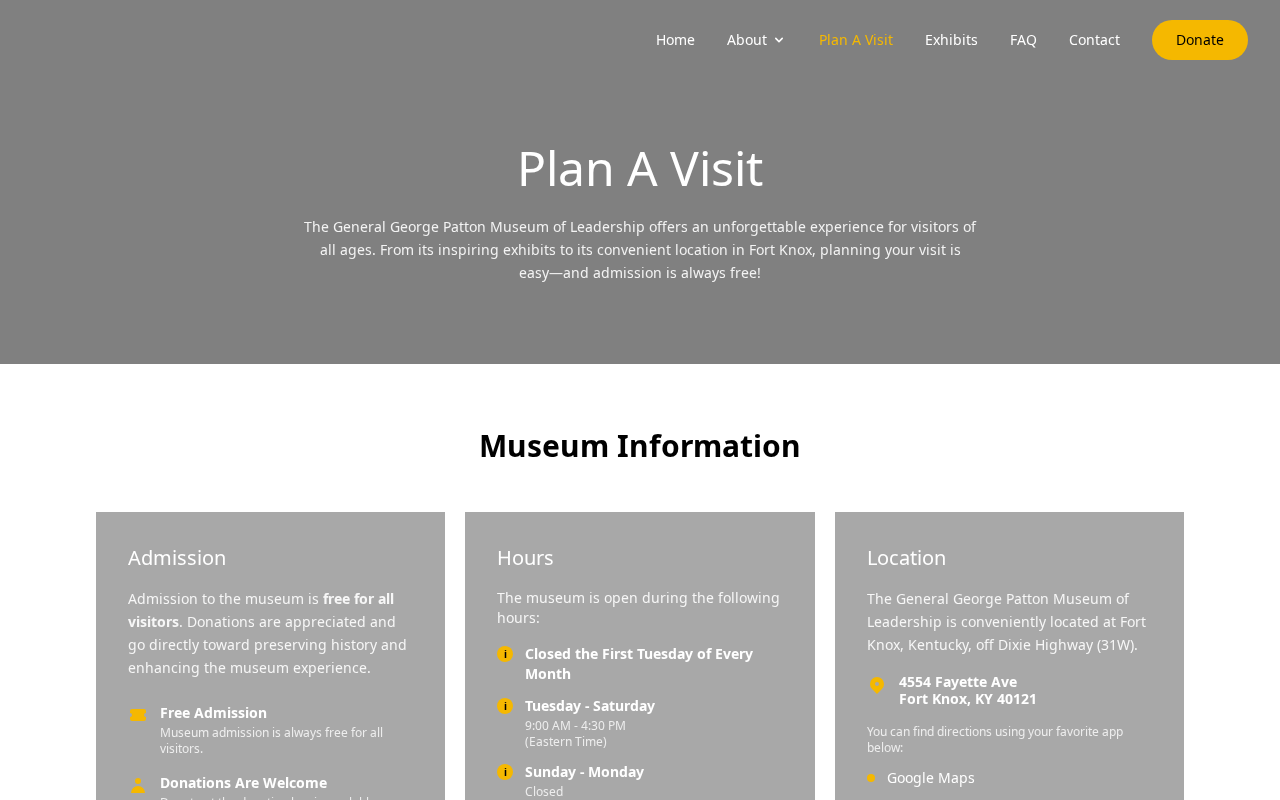 Home About Plan A Visit Exhibits FAQ Contact Donate
Plan A Visit
The General George Patton Museum of Leadership offers an unforgettable experience for visitors of
all ages. From its inspiring exhibits to its convenient location in Fort Knox, planning your visit is
easy—and admission is always free!
Museum Information
Admission
Admission to the museum is free for all
visitors. Donations are appreciated and
go directly toward preserving history and
enhancing the museum experience.
Free Admission
Museum admission is always free for all
visitors.
Donations Are Welcome
Hours
The museum is open during the following
hours:
Closed the First Tuesday of Every
Month
Tuesday - Saturday
9:00 AM - 4:30 PM
(Eastern Time)
Sunday - Monday
Closed
Location
The General George Patton Museum of
Leadership is conveniently located at Fort
Knox, Kentucky, off Dixie Highway (31W).
4554 Fayette Ave
Fort Knox, KY 40121
You can find directions using your favorite app
below:
Google Maps